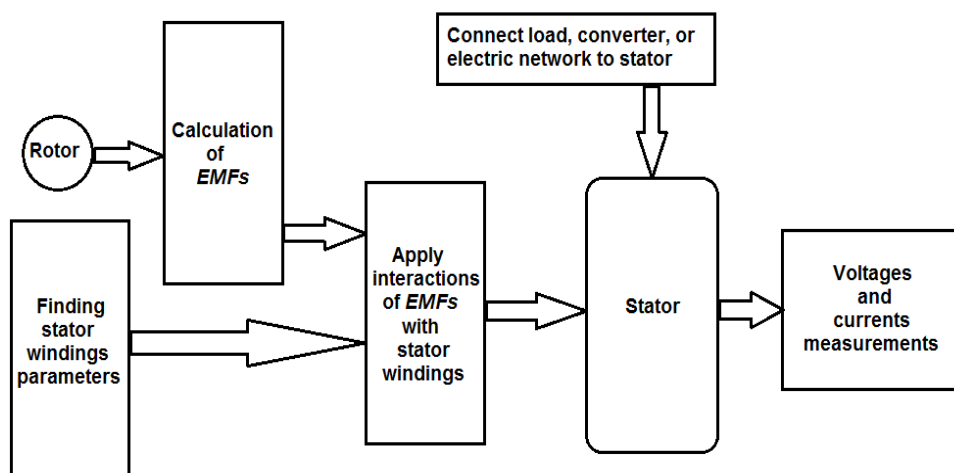 Connect load, converter, or
electric network to stator
Rotor
Calculation
of
EMFs
Finding
stator
windings
parameters
Apply
interactions
of EMFs
with
stator
windings
Stator
Voltages
and
currents
measurements